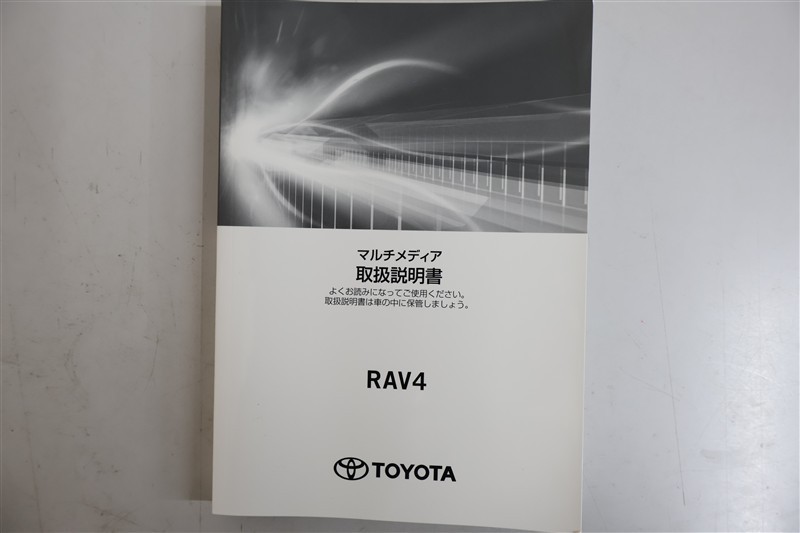 マルチメディア
取扱説明書
よくお読みになってご使用ください。
取扱説明書は車の中に保管しましょう。
RAV4
TOYOTA